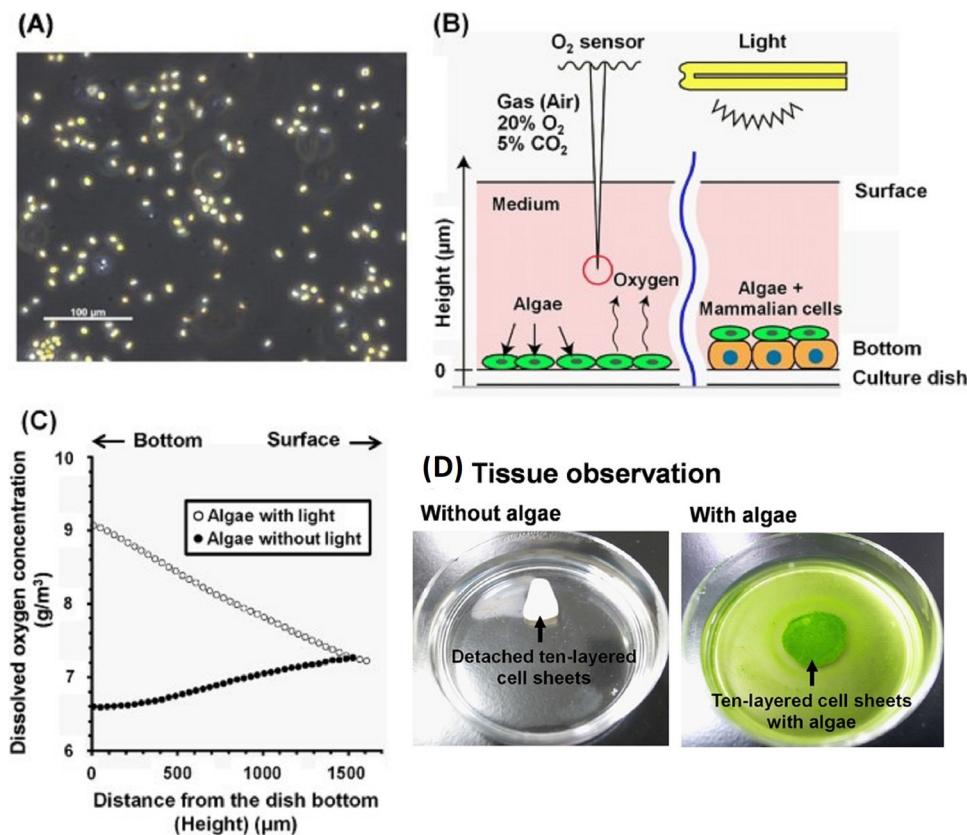 (A)
100 μm
(B)
O2 sensor
Light
Gas (Air)
20% O2
5% CO2
Height (μm)
0
Medium
Surface
Oxygen
Algae
Algae +
Mammalian cells
Bottom
Culture dish
(C)
Bottom
Surface
Dissolved oxygen concentration
(g/m³)
10
9
8
7
6
Algae with light
Algae without light
0
500
1000
1500
Distance from the dish bottom
(Height) (μm)
(D) Tissue observation
Without algae
Detached ten-layered
cell sheets
With algae
Ten-layered cell sheets
with algae